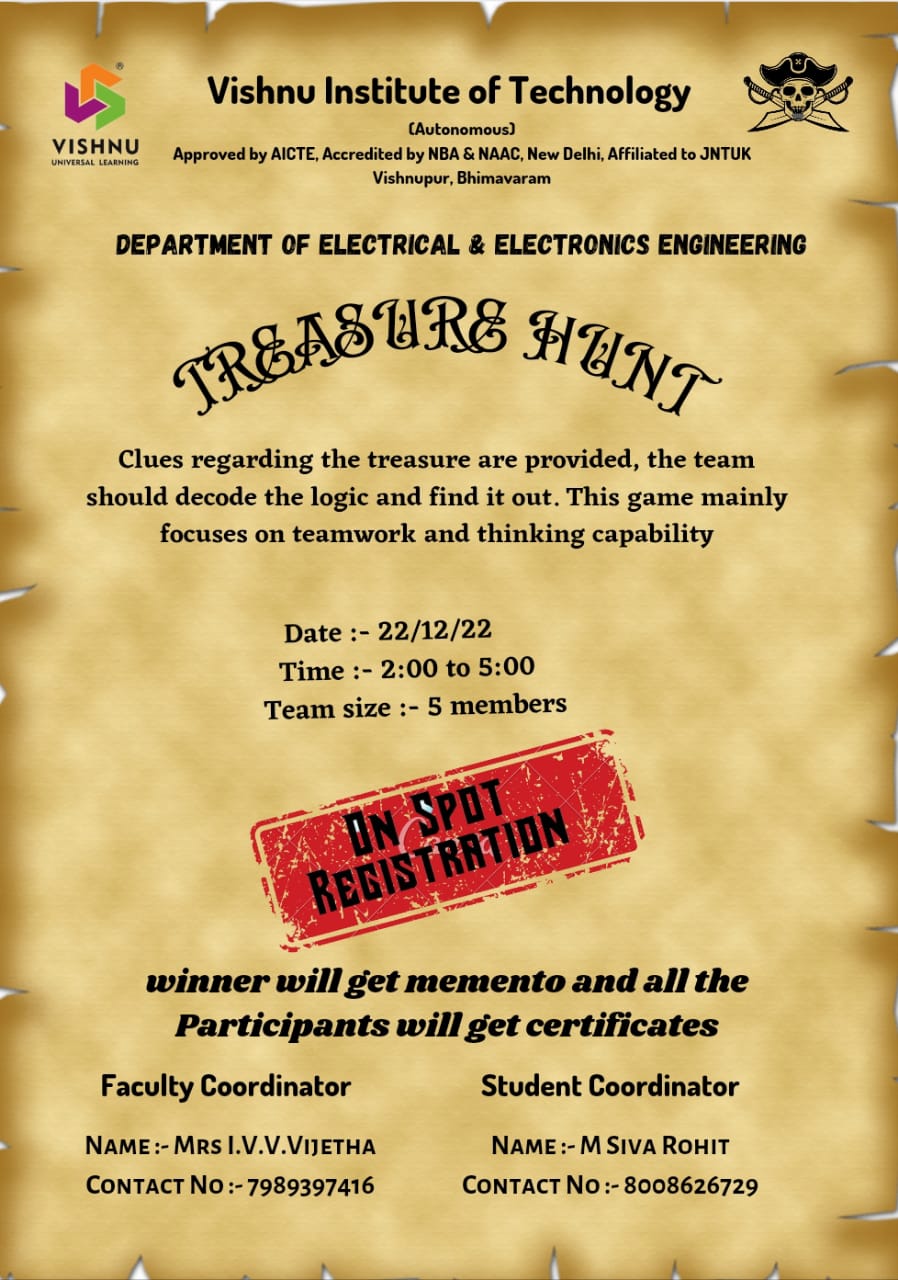 VISHNU
UNIVERSAL LEARNING
®
Vishnu Institute of Technology
(Autonomous)
Approved by AICTE, Accredited by NBA & NAAC, New Delhi, Affiliated to JNTUK
Vishnupur, Bhimavaram
DEPARTMENT OF ELECTRICAL & ELECTRONICS ENGINEERING
TREASURE HUNT
Clues regarding the treasure are provided, the team
should decode the logic and find it out. This game mainly
focuses on teamwork and thinking capability
Date :- 22/12/22
Time :- 2:00 to 5:00
Team size :- 5 members
On Spot
Registration
winner will get memento and all the
Participants will get certificates
Faculty Coordinator
Name :- Mrs I.V.V.Vijetha
Contact No :- 7989397416
Student Coordinator
Name :- M Siva Rohit
Contact No :- 8008626729